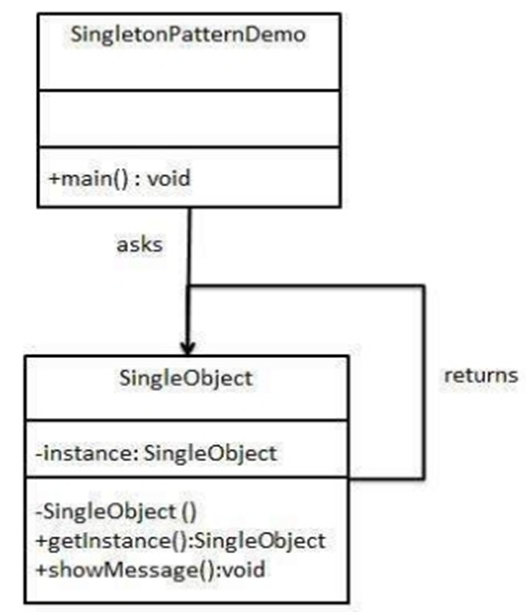 SingletonPatternDemo
+main() : void
asks
SingleObject
returns
-instance: SingleObject
-SingleObject ()
+getInstance():SingleObject
+showMessage():void